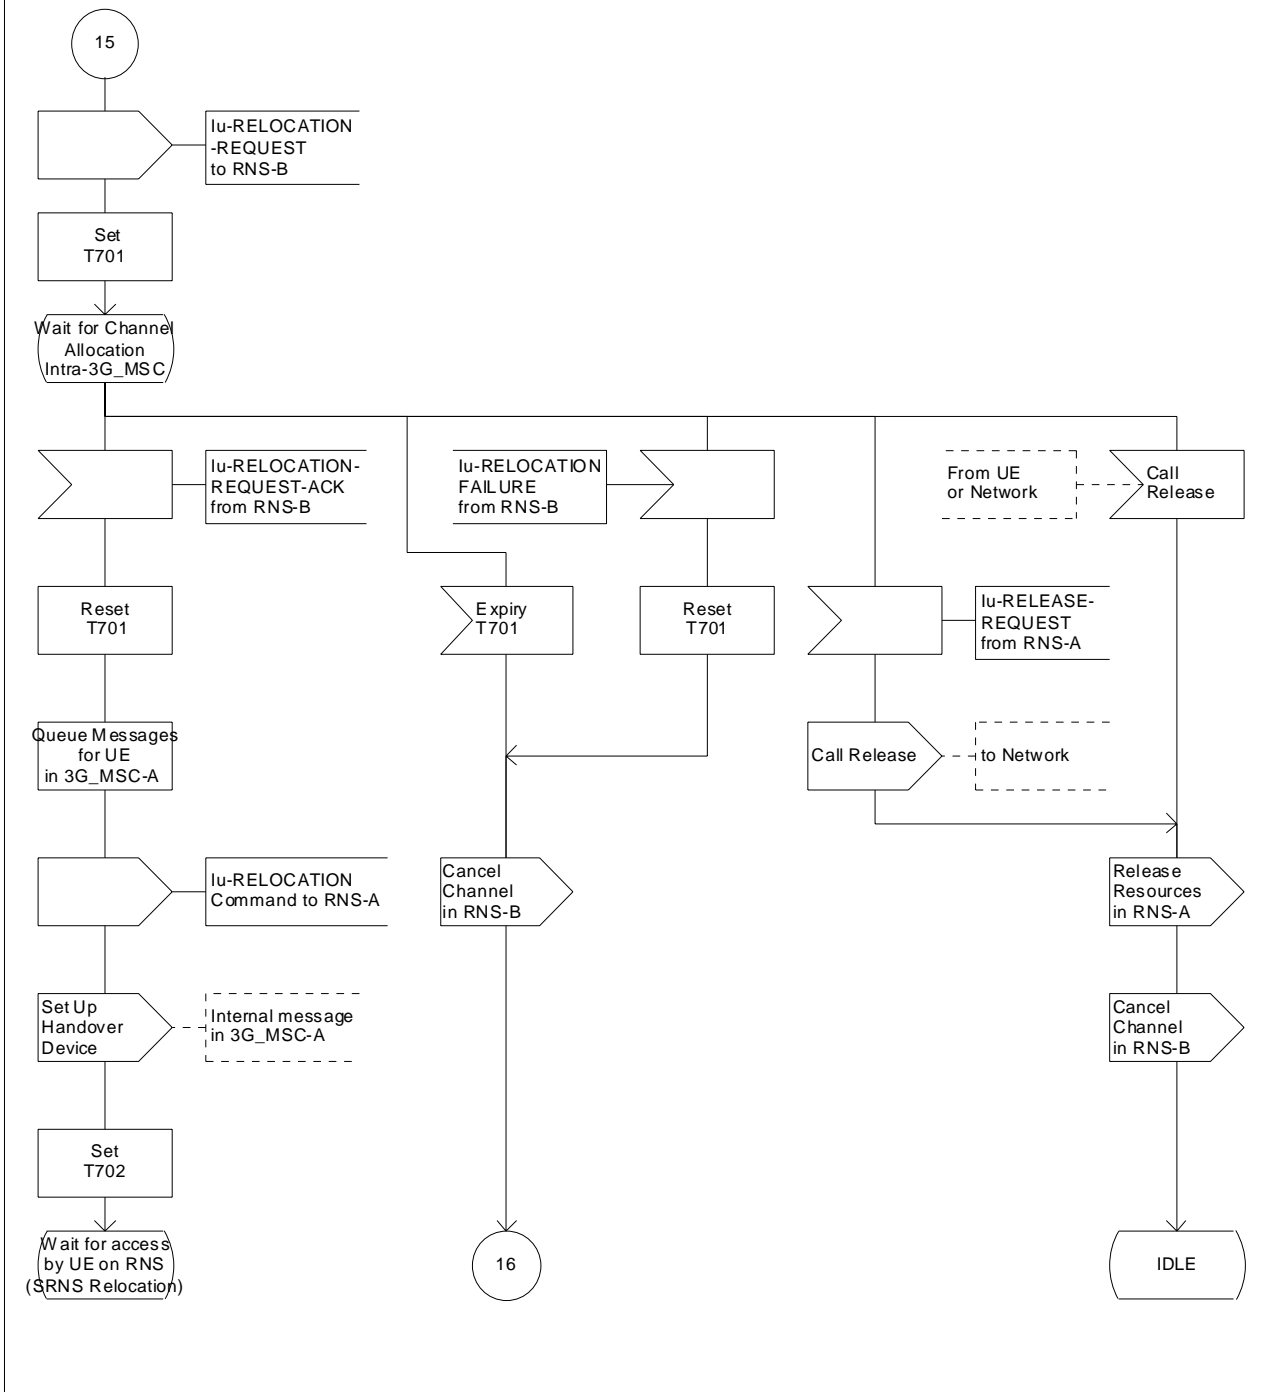 15
Iu-RELOCATION
-REQUEST
to RNS-B
Set
T701
Wait for Channel
Allocation
Intra-3G_MSC
Iu-RELOCATION-
REQUEST-ACK
from RNS-B
Iu-RELOCATION
FAILURE
from RNS-B
From UE
or Network
Call
Release
Reset
T701
Expiry
T701
Reset
T701
Iu-RELEASE-
REQUEST
from RNS-A
Queue Messages
for UE
in 3G_MSC-A
Call Release
to Network
Iu-RELOCATION
Command to RNS-A
Cancel
Channel
in RNS-B
Release
Resources
in RNS-A
Set Up
Handover
Device
Internal message
in 3G_MSC-A
Cancel
Channel
in RNS-B
Set
T702
Wait for access
by UE on RNS
(SRNS Relocation)
16
IDLE